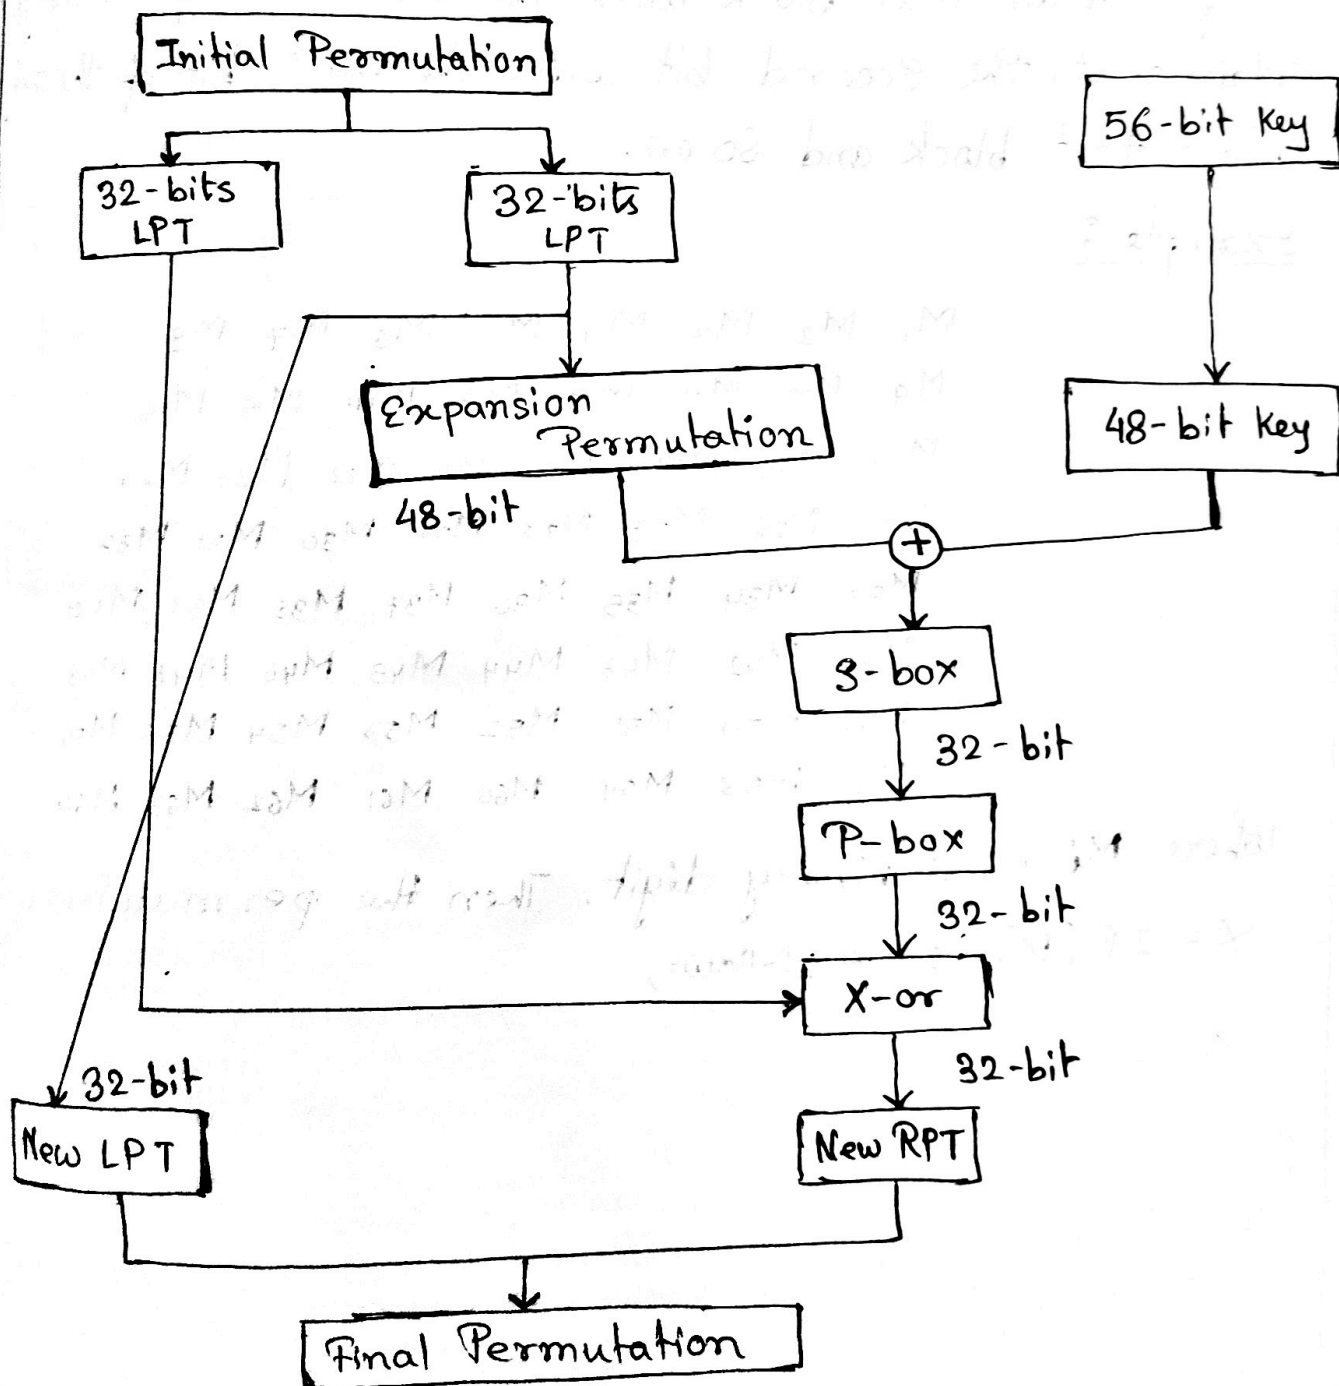 Initial Permutation
56-bit Key
32-bits
LPT
32-bits
LPT
Expansion
Permutation
48-bit Key
48-bit
+
S-box
32-bit
P-box
32-bit
X-or
32-bit
32-bit
New LPT
New RPT
Final Permutation